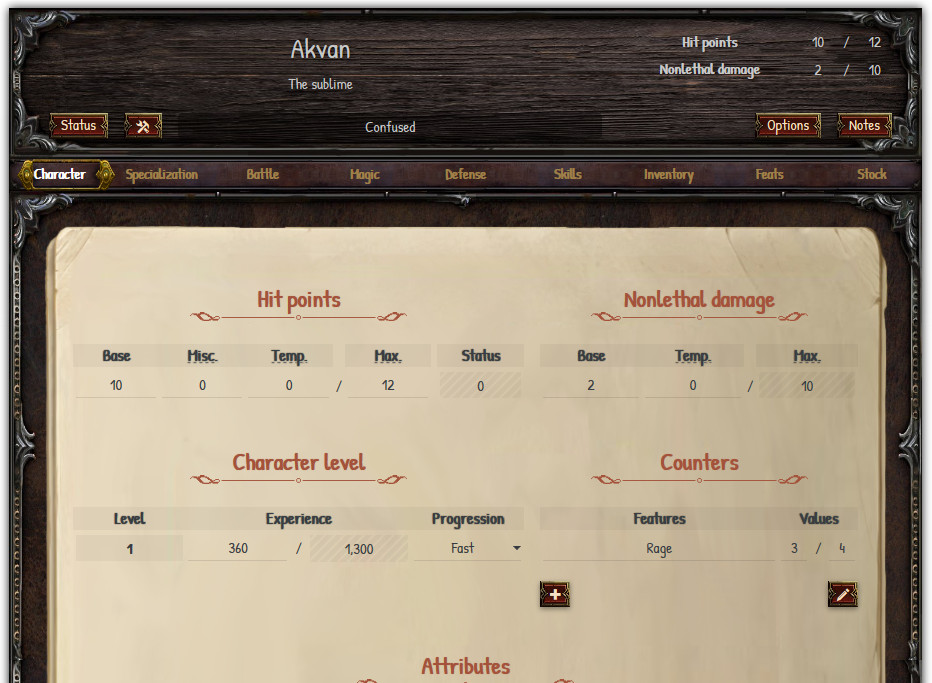 Akvan
Hit points 10 / 12
Nonlethal damage 2 / 10
The sublime
Status Confused Options Notes
Character Specialization Battle Magic Defense Skills Inventory Feats Stock
Hit points Nonlethal damage
Base Misc. Temp. Max. Status Base Temp. Max.
10 0 0 / 12 0 2 0 / 10
Character level Counters
Level Experience Progression Features Values
1 360 / 1,300 Fast Rage 3 / 4
Attributes